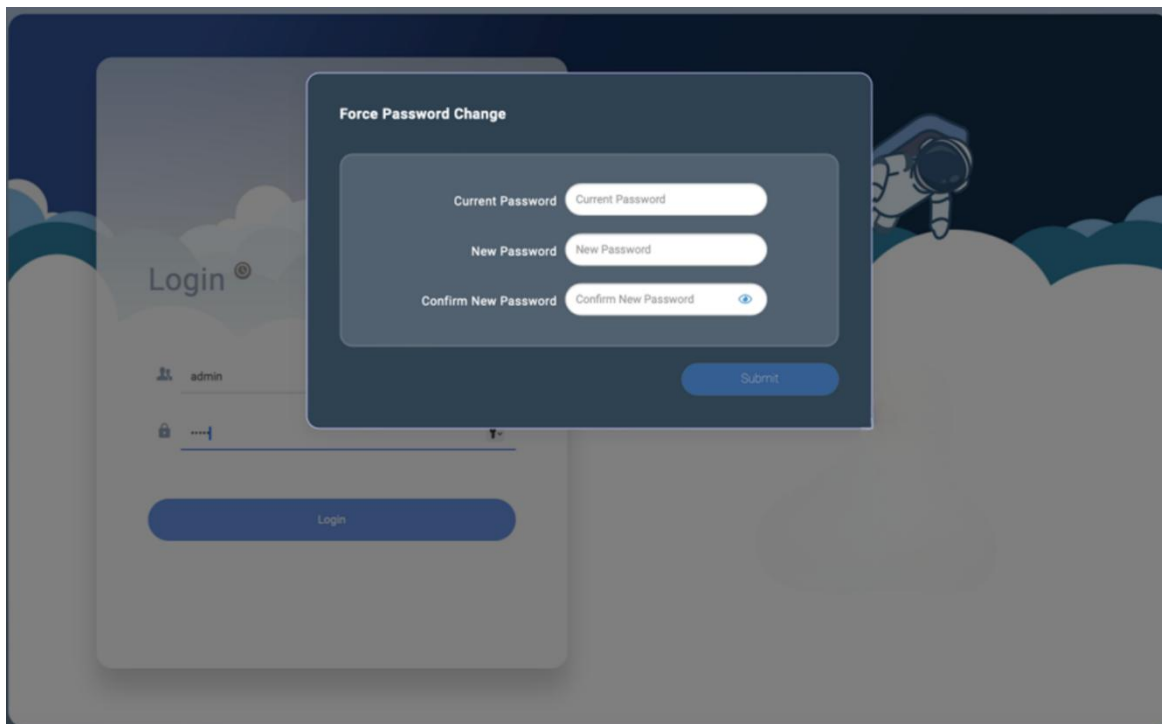 Force Password Change
Current Password Current Password
New Password New Password
Confirm New Password Confirm New Password
Submit
Login
admin
Login